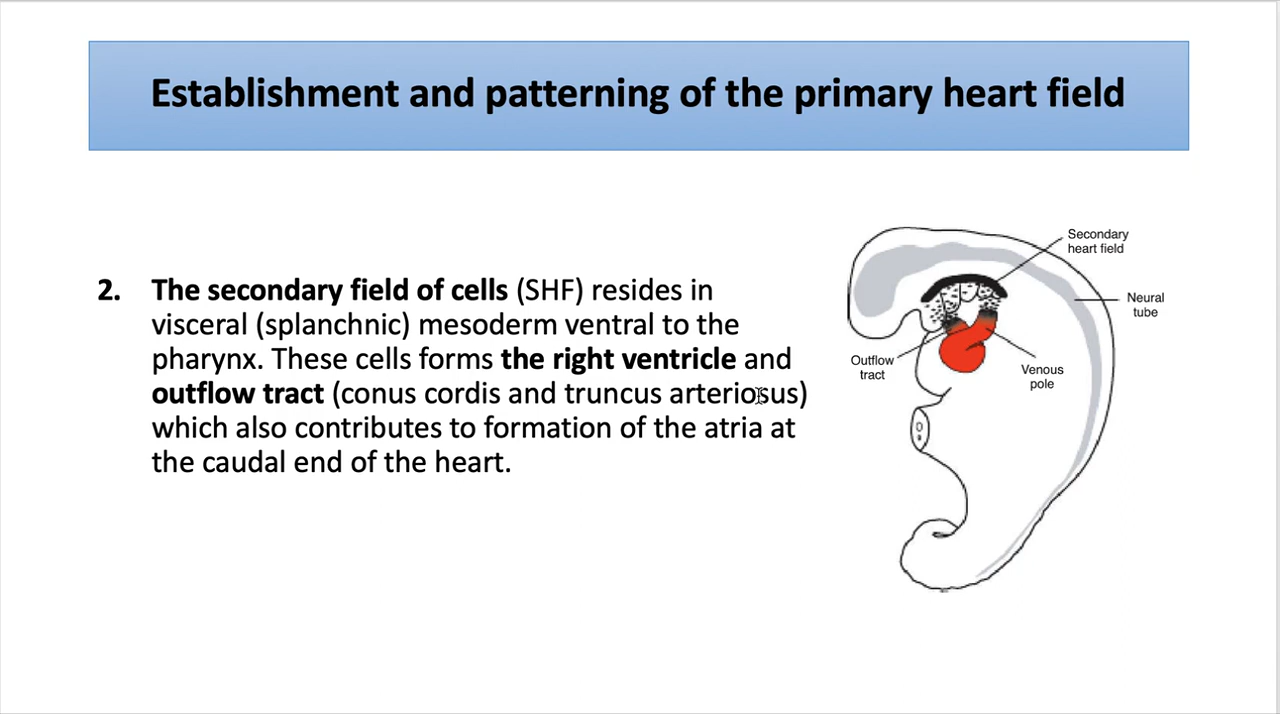 Establishment and patterning of the primary heart field
2. The secondary field of cells (SHF) resides in
visceral (splanchnic) mesoderm ventral to the
pharynx. These cells forms the right ventricle and
outflow tract (conus cordis and truncus arteriosus)
which also contributes to formation of the atria at
the caudal end of the heart.
Secondary
heart field
Neural
tube
Outflow
tract
Venous
pole